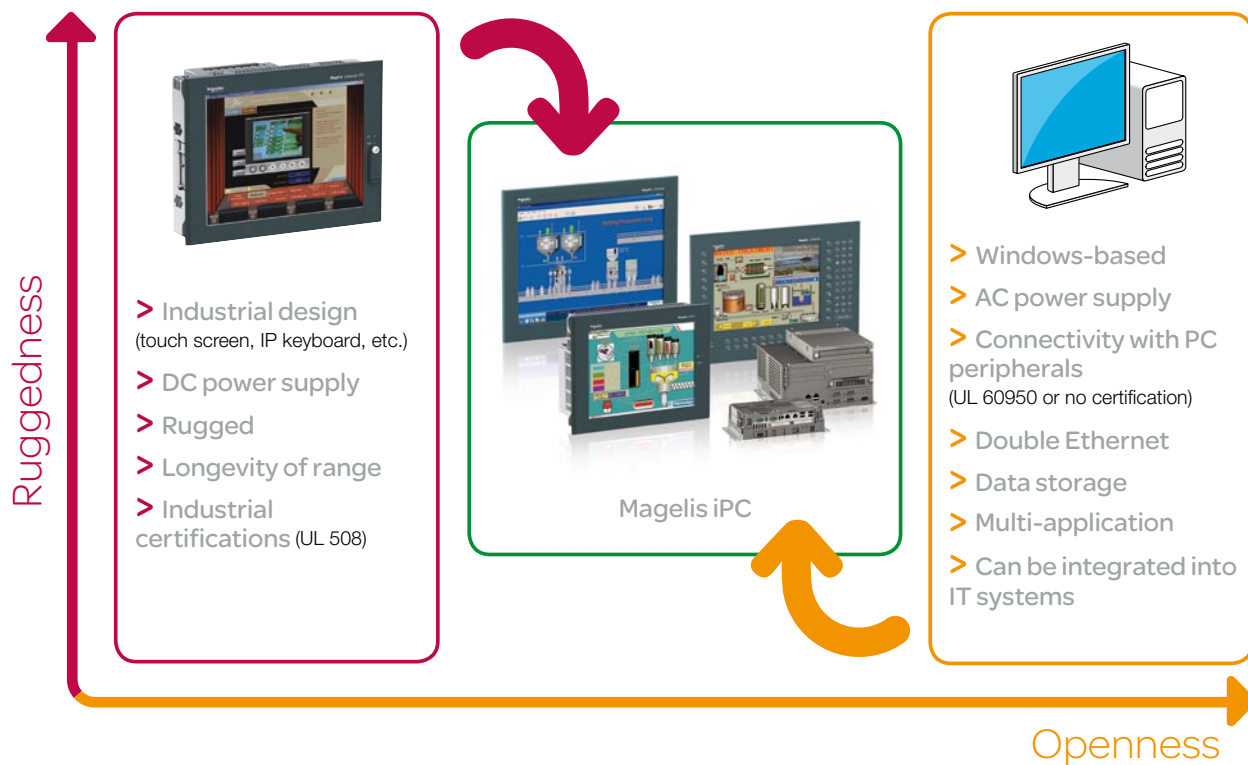 Ruggedness
> Industrial design
(touch screen, IP keyboard, etc.)
> DC power supply
> Rugged
> Longevity of range
> Industrial
certifications (UL 508)
Magelis iPC
> Windows-based
> AC power supply
> Connectivity with PC
peripherals
(UL 60950 or no certification)
> Double Ethernet
> Data storage
> Multi-application
> Can be integrated into
IT systems
Openness